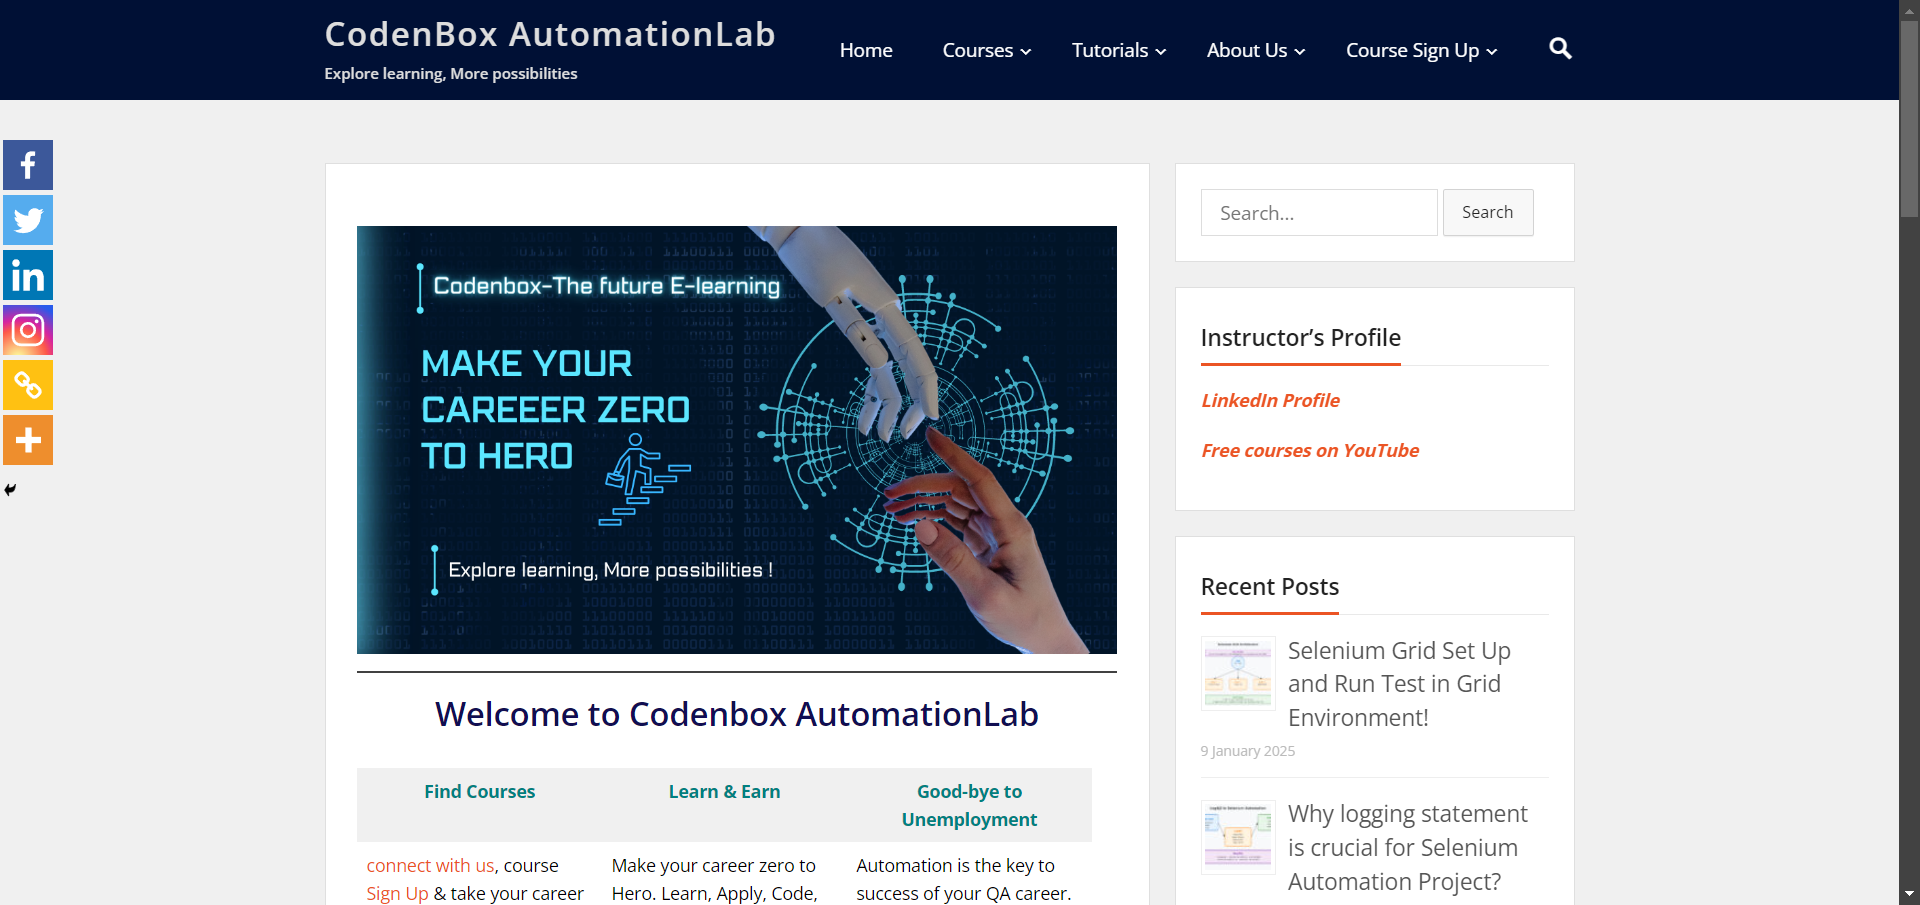 CodenBox AutomationLab
Explore learning, More possibilities
Home
Courses
Tutorials
About Us
Course Sign Up
Codenbox-The future E-learning
MAKE YOUR
CAREEER ZERO
TO HERO
Explore learning, More possibilities !
Welcome to Codenbox AutomationLab
Find Courses
Learn & Earn
Good-bye to
Unemployment
connect with us, course
Sign Up & take your career
Make your career zero to
Hero. Learn, Apply, Code,
Automation is the key to
success of your QA career.
Search...
Search
Instructor’s Profile
LinkedIn Profile
Free courses on YouTube
Recent Posts
Selenium Grid Set Up
and Run Test in Grid
Environment!
9 January 2025
Why logging statement
is crucial for Selenium
Automation Project?